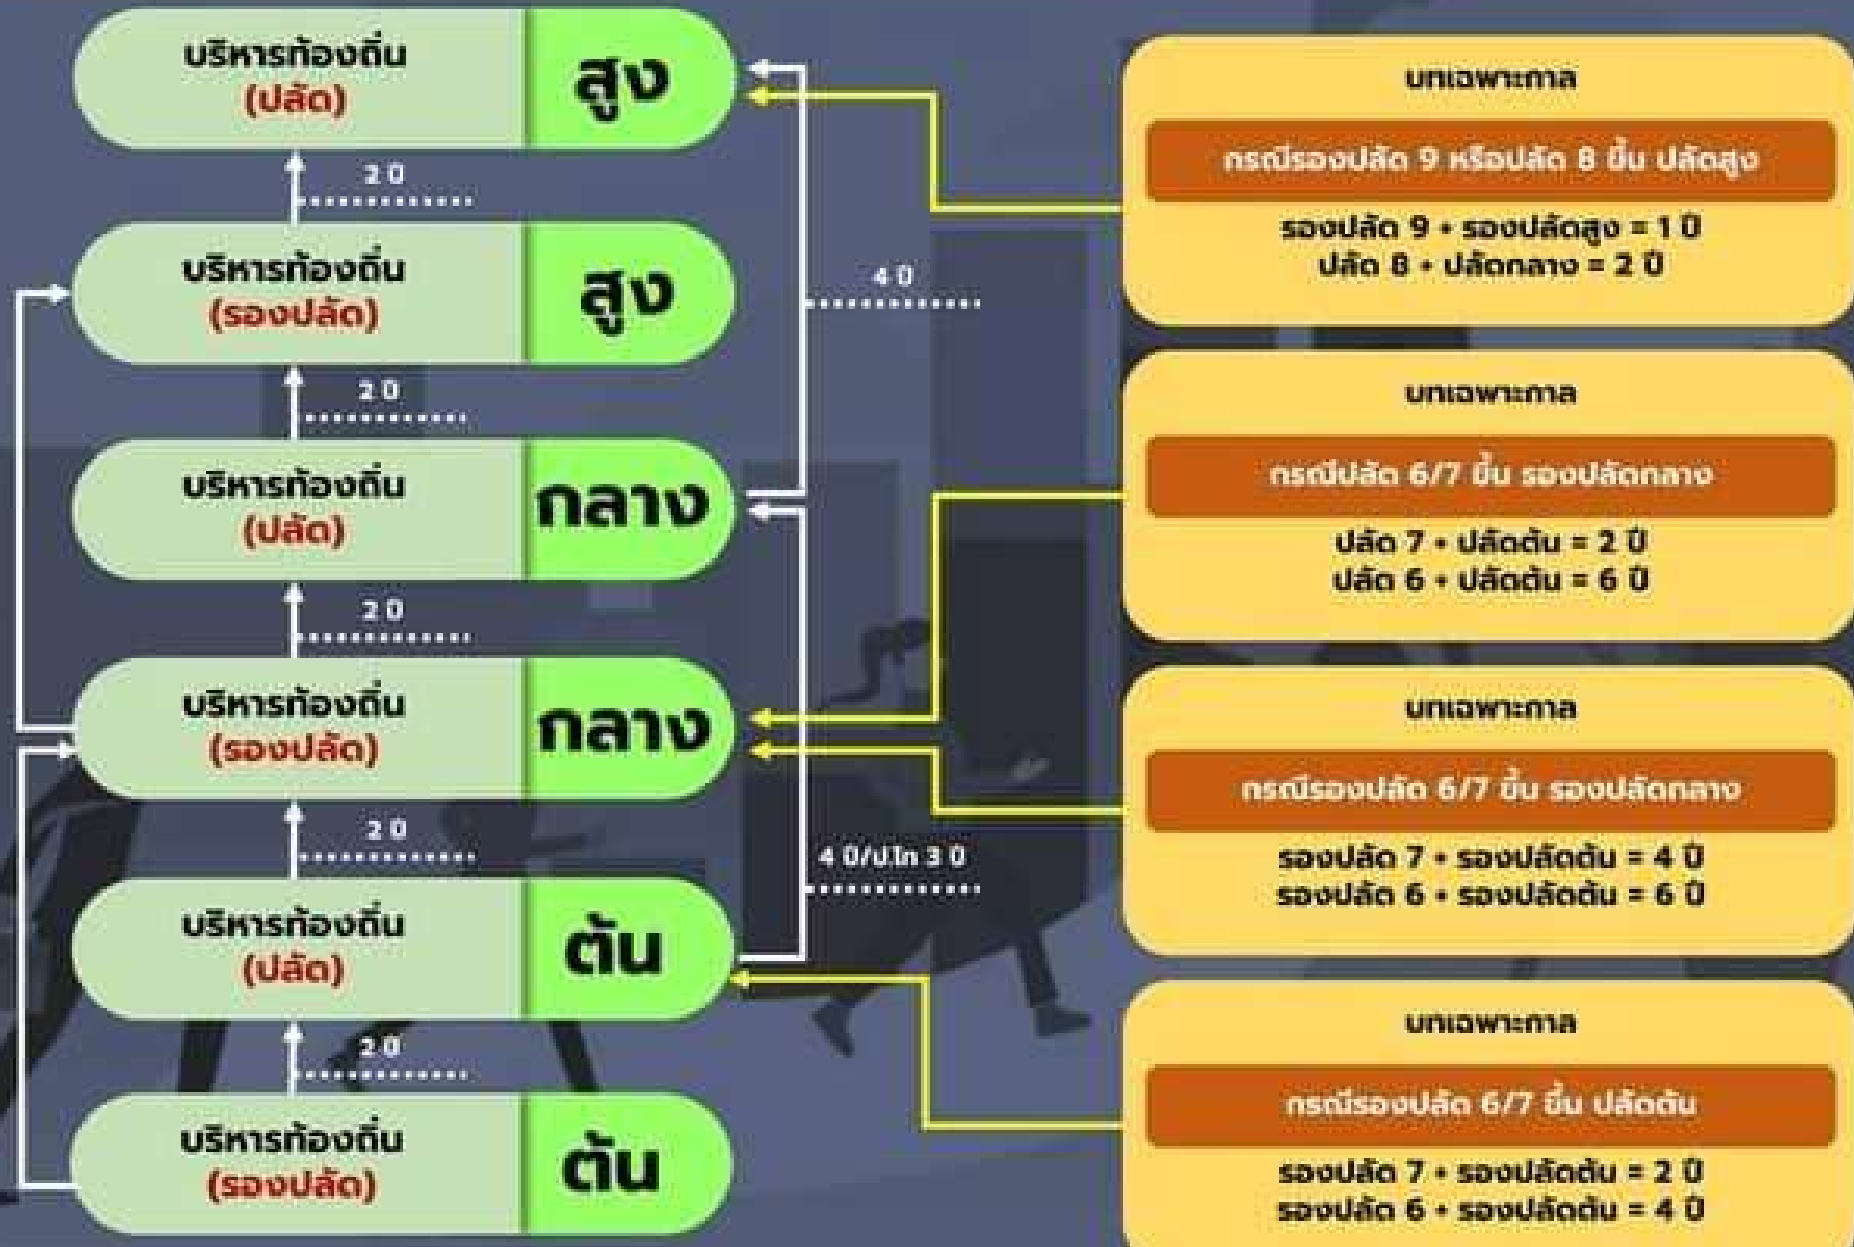 บริหารท้องถิ่น
(ปลัด)
สูง
2 ปี
บริหารท้องถิ่น
(รองปลัด)
สูง
4 ปี
2 ปี
บริหารท้องถิ่น
(ปลัด)
กลาง
2 ปี
บริหารท้องถิ่น
(รองปลัด)
กลาง
2 ปี
4 ปี/ป.โท 3 ปี
บริหารท้องถิ่น
(ปลัด)
ต้น
2 ปี
บริหารท้องถิ่น
(รองปลัด)
ต้น
บทเฉพาะกาล
กรณีรองปลัด 9 หรือปลัด 8 ขึ้น ปลัดสูง
รองปลัด 9 + รองปลัดสูง = 1 ปี
ปลัด 8 + ปลัดกลาง = 2 ปี
บทเฉพาะกาล
กรณีปลัด 6/7 ขึ้น รองปลัดกลาง
ปลัด 7 + ปลัดต้น = 2 ปี
ปลัด 6 + ปลัดต้น = 6 ปี
บทเฉพาะกาล
กรณีรองปลัด 6/7 ขึ้น รองปลัดกลาง
รองปลัด 7 + รองปลัดต้น = 4 ปี
รองปลัด 6 + รองปลัดต้น = 6 ปี
บทเฉพาะกาล
กรณีรองปลัด 6/7 ขึ้น ปลัดต้น
รองปลัด 7 + รองปลัดต้น = 2 ปี
รองปลัด 6 + รองปลัดต้น = 4 ปี